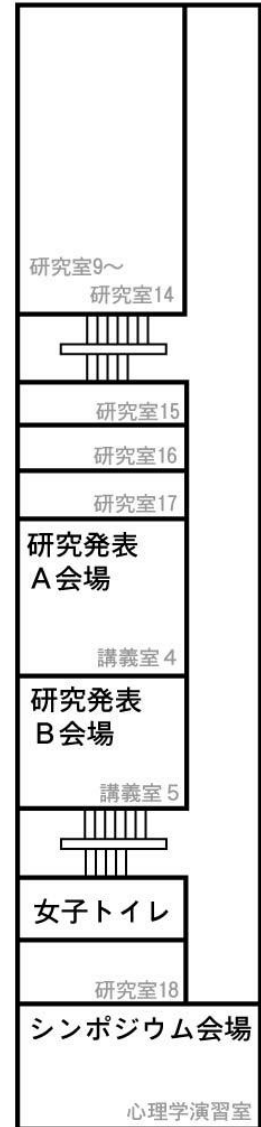 研究室9～
研究室14
研究室15
研究室16
研究室17
研究発表
A会場
講義室4
研究発表
B会場
講義室5
女子トイレ
研究室18
シンポジウム会場
心理学演習室